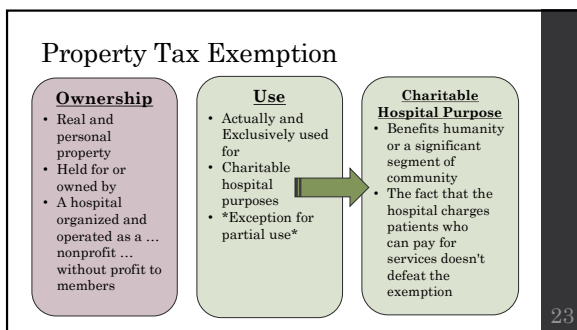 Property Tax Exemption
Ownership
• Real and
personal
property
• Held for or
owned by
• A hospital
organized and
operated as a …
nonprofit …
without profit to
members
Use
• Actually and
Exclusively used
for
• Charitable
hospital
purposes
• *Exception for
partial use*
Charitable
Hospital Purpose
• Benefits humanity
or a significant
segment of
community
• The fact that the
hospital charges
patients who
can pay for
services doesn't
defeat the
exemption
23